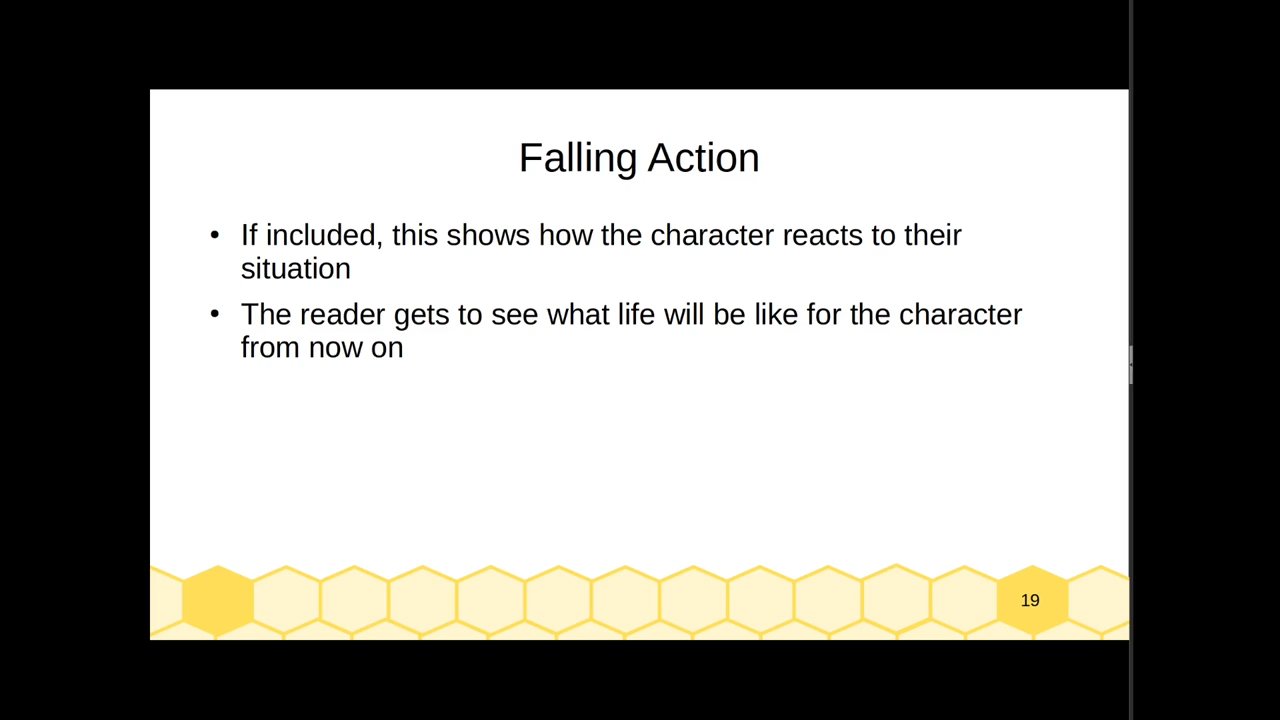 Falling Action
• If included, this shows how the character reacts to their
situation
• The reader gets to see what life will be like for the character
from now on
19